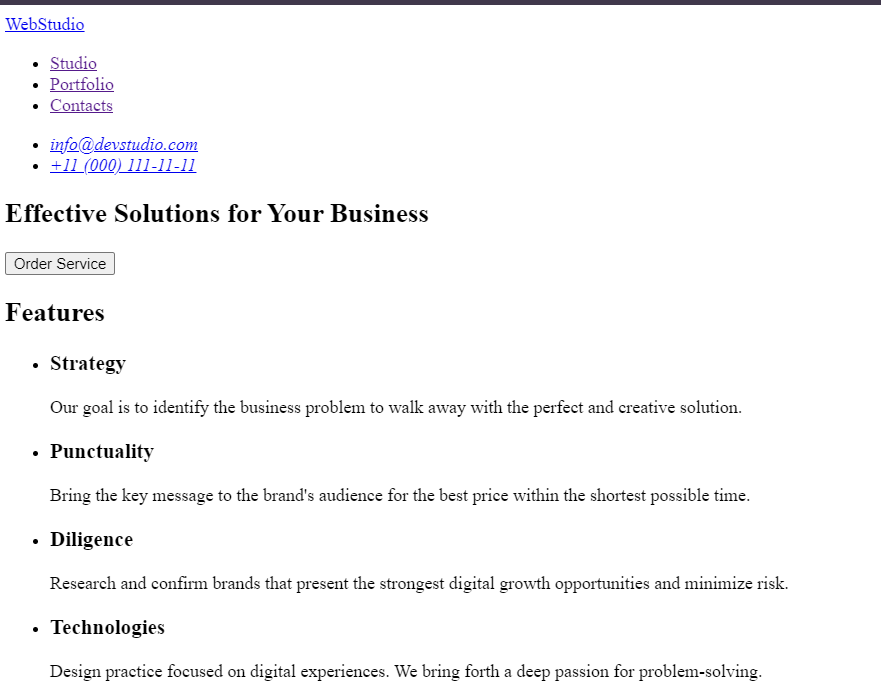 WebStudio
Studio
Portfolio
Contacts
info@devstudio.com
+11 (000) 111-11-11
Effective Solutions for Your Business
Order Service
Features
Strategy
Our goal is to identify the business problem to walk away with the perfect and creative solution.
Punctuality
Bring the key message to the brand's audience for the best price within the shortest possible time.
Diligence
Research and confirm brands that present the strongest digital growth opportunities and minimize risk.
Technologies
Design practice focused on digital experiences. We bring forth a deep passion for problem-solving.